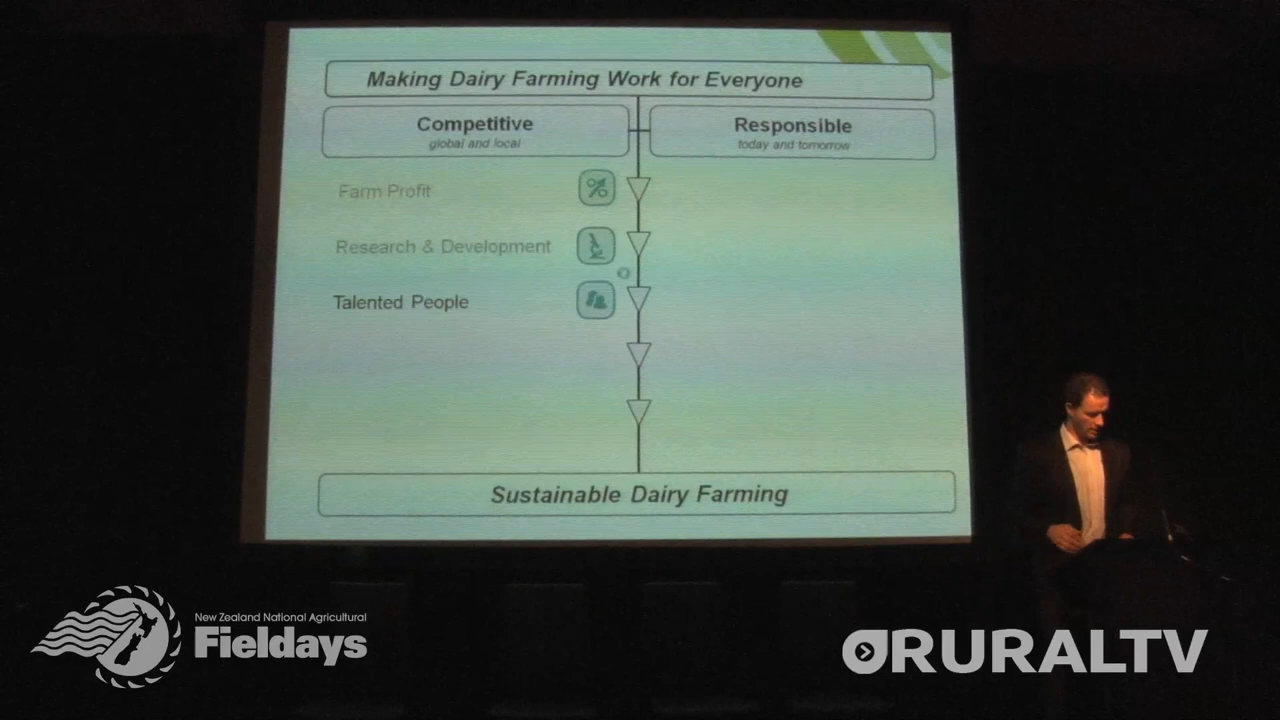 Making Dairy Farming Work for Everyone
Competitive
global and local
Responsible
today and tomorrow
Farm Profit
Research & Development
Talented People
Sustainable Dairy Farming
New Zealand National Agricultural
Fieldays
RURALTV